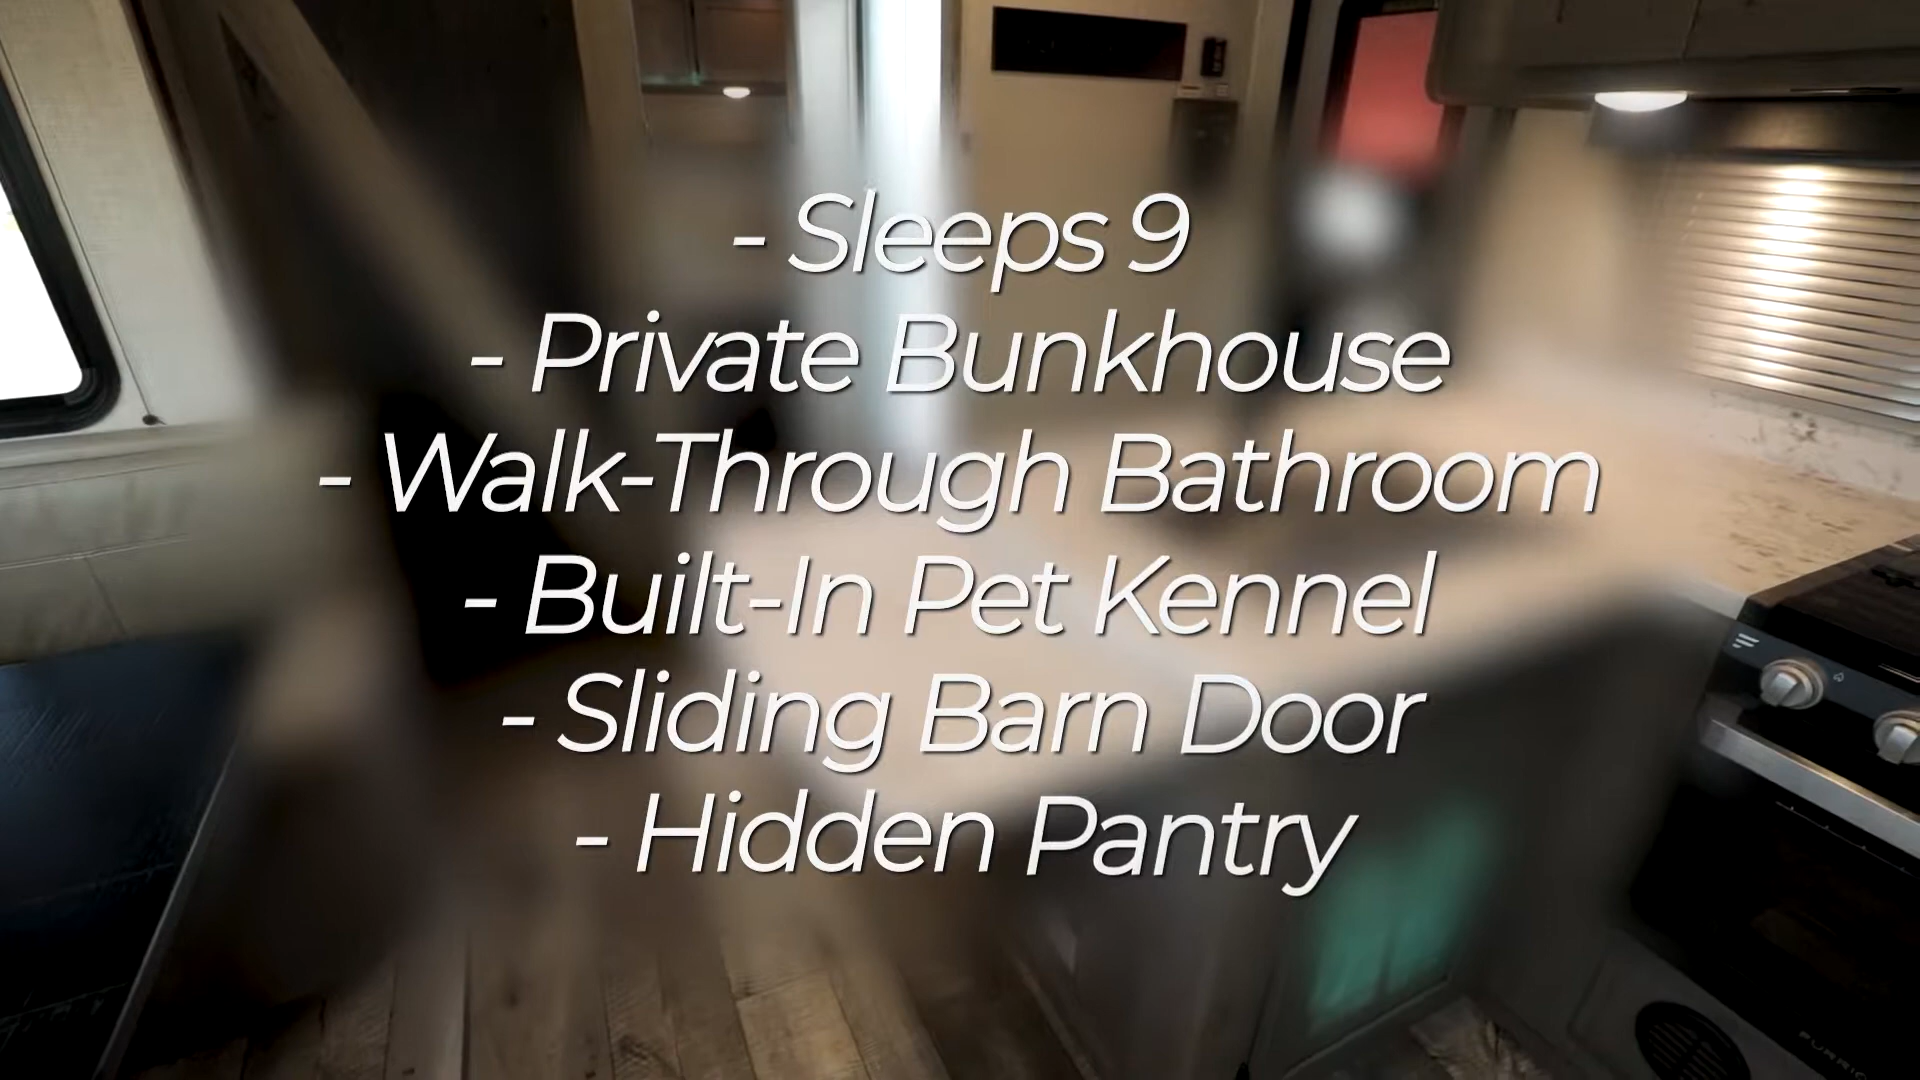 - Sleeps 9
- Private Bunkhouse
- Walk-Through Bathroom
- Built-In Pet Kennel
- Sliding Barn Door
- Hidden Pantry